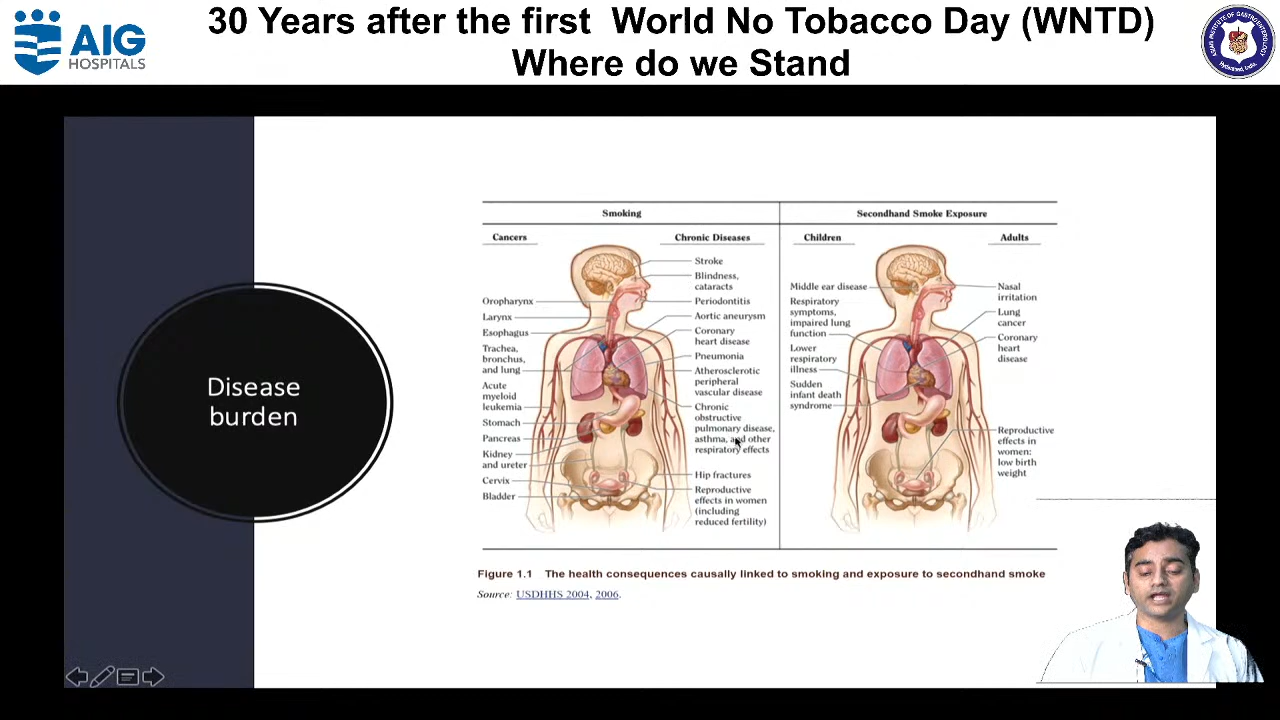 AIG
HOSPITALS
30 Years after the first World No Tobacco Day (WNTD)
Where do we Stand
ASIAN INSTITUTE OF GASTROENTEROLOGY
Hyderabad, India.
Disease
burden
Smoking
Cancers
Chronic Diseases
Oropharynx
Larynx
Esophagus
Trachea,
bronchus,
and lung
Acute
myeloid
leukemia
Stomach
Pancreas
Kidney
and ureter
Cervix
Bladder
Stroke
Blindness,
cataracts
Periodontitis
Aortic aneurysm
Coronary
heart disease
Pneumonia
Atherosclerotic
peripheral
vascular disease
Chronic
obstructive
pulmonary disease,
asthma, and other
respiratory effects
Hip fractures
Reproductive
effects in women
(including
reduced fertility)
Secondhand Smoke Exposure
Children
Adults
Middle ear disease
Respiratory
symptoms,
impaired lung
function
Lower
respiratory
illness
Sudden
infant death
syndrome
Nasal
irritation
Lung
cancer
Coronary
heart
disease
Reproductive
effects in
women:
low birth
weight
Figure 1.1 The health consequences causally linked to smoking and exposure to secondhand smoke
Source: USDHHS 2004, 2006.